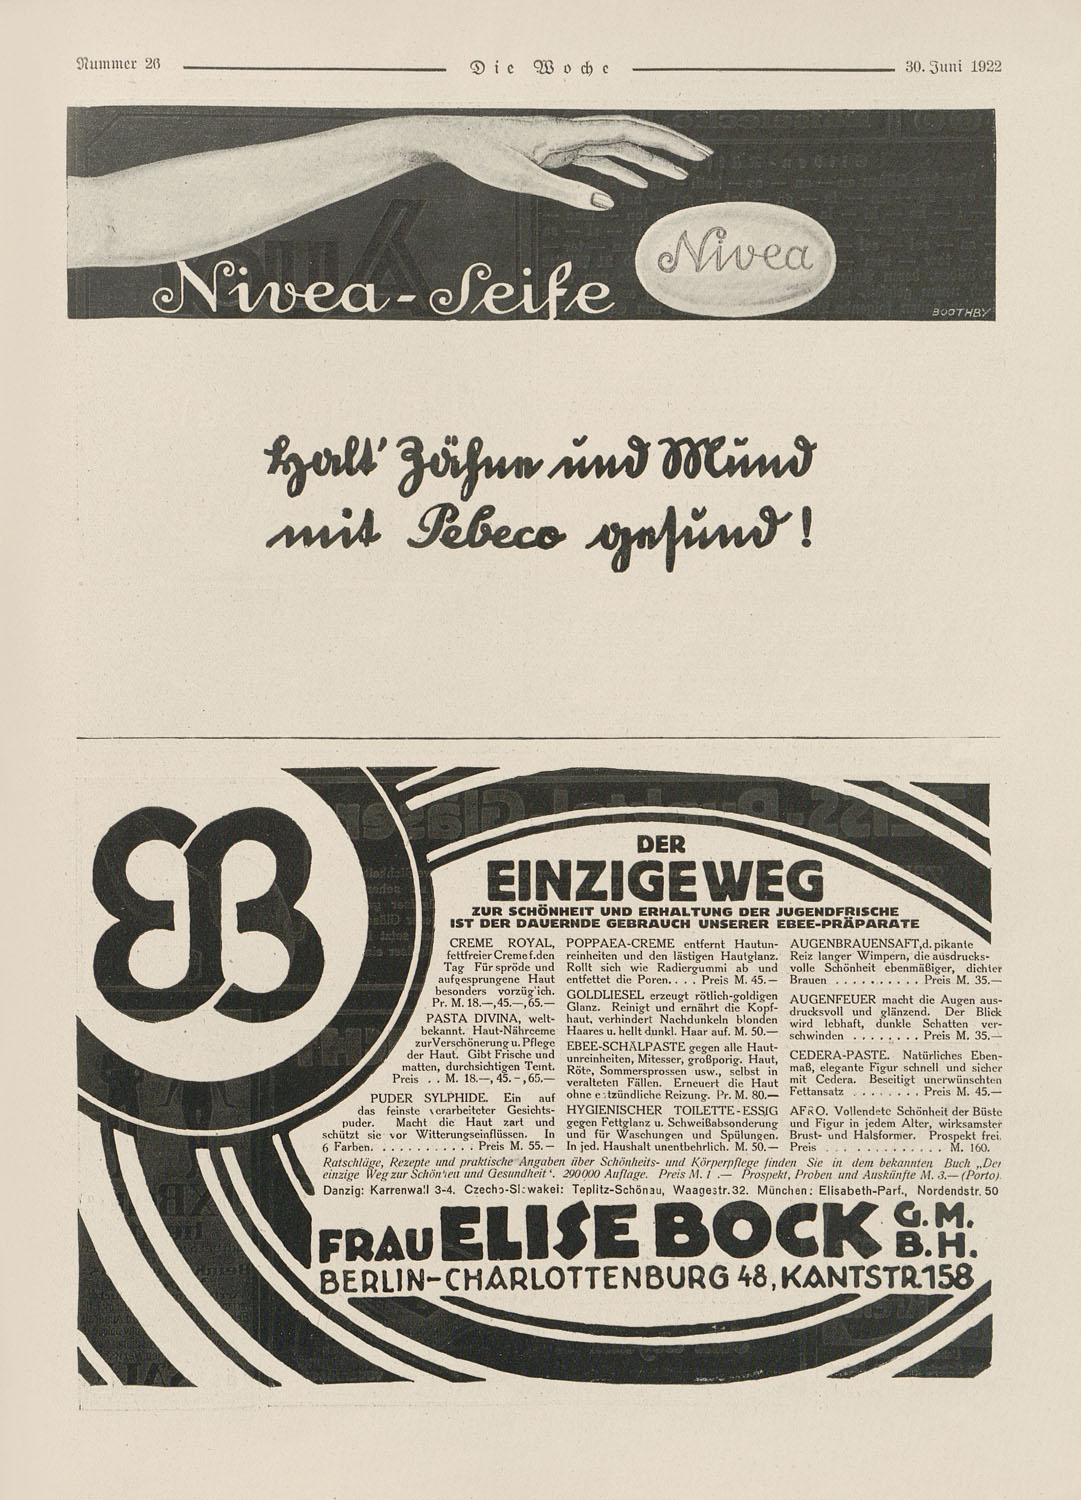 Nummer 26
Die Woche
30. Juni 1922
Nivea
Nivea-Seife
BOOTHBY
Halt' Zähne und Mund
mit Pebeco gesund!
DER
EINZIGE WEG
ZUR SCHÖNHEIT UND ERHALTUNG DER JUGENDFRISCHE
IST DER DAUERNDE GEBRAUCH UNSERER EBEE-PRÄPARATE
CREME ROYAL,
fettfreier Creme f. den
Tag Für spröde und
aufgesprungene Haut
besonders vorzüg'ich.
Pr. M. 18.—,45.—,65.—
PASTA DIVINA, welt-
bekannt. Haut-Nährcreme
zur Verschönerung u. Pflege
der Haut. Gibt Frische und
matten, durchsichtigen Teint.
Preis . . M. 18.—, 45.-,65.—
PUDER SYLPHIDE. Ein auf
das feinste verarbeiteter Gesichts-
puder. Macht die Haut zart und
schützt sie vor Witterungseinflüssen. In
6 Farben. . . . . . . . . . . Preis M. 55.—
POPPAEA-CREME entfernt Hautun-
reinheiten und den lästigen Hautglanz.
Rollt sich wie Radiergummi ab und
entfettet die Poren. . . . Preis M. 45.—
GOLDLIESEL erzeugt rötlich-goldigen
Glanz. Reinigt und ernährt die Kopf-
haut, verhindert Nachdunkeln blonden
Haares u. hellt dunkl. Haar auf. M. 50.—
EBEE-SCHÄLPASTE gegen alle Haut-
unreinheiten, Mitesser, großporig. Haut,
Röte, Sommersprossen usw., selbst in
veralteten Fällen. Erneuert die Haut
ohne entzündliche Reizung. Pr. M. 80.—
HYGIENISCHER TOILETTE-ESSIG
gegen Fettglanz u. Schweißabsonderung
und für Waschungen und Spülungen.
In jed. Haushalt unentbehrlich. M. 50.—
AUGENBRAUENSAFT, d. pikante
Reiz langer Wimpern, die ausdrucks-
volle Schönheit ebenmäßiger, dichter
Brauen . . . . . . . . . . Preis M. 35.—
AUGENFEUER macht die Augen aus-
drucksvoll und glänzend. Der Blick
wird lebhaft, dunkle Schatten ver-
schwinden . . . . . . . . Preis M. 35.—
CEDERA-PASTE. Natürliches Eben-
maß, elegante Figur schnell und sicher
mit Cedera. Beseitigt unerwünschten
Fettansatz . . . . . . . . Preis M. 45.—
AFRO. Vollendete Schönheit der Büste
und Figur in jedem Alter, wirksamster
Brust- und Halsformer. Prospekt frei.
Preis . . . . . . . . . . . . M. 160.
Ratschläge, Rezepte und praktische Angaben über Schönheits- und Körperpflege finden Sie in dem bekannten Buch „Der
einzige Weg zur Schönheit und Gesundheit". 290000 Auflage. Preis M. 1 .— Prospekt, Proben und Auskünfte M. 3.— (Porto).
Danzig: Karrenwall 3-4. Czecho-Slowakei: Teplitz-Schönau, Waagestr. 32. München: Elisabeth-Parf., Nordendstr. 50
FRAU ELISE BOCK G. M. B. H.
BERLIN-CHARLOTTENBURG 48, KANTSTR. 158